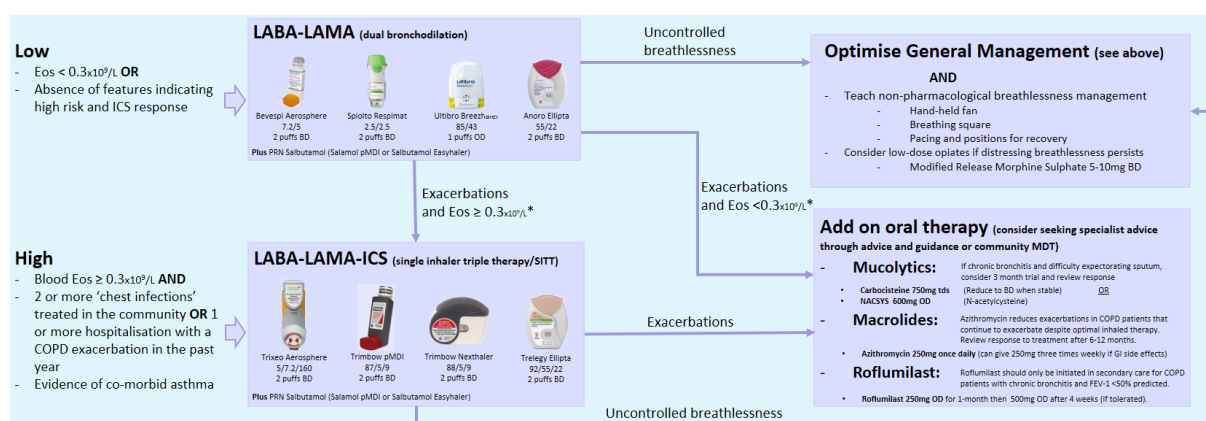 Low
- Eos < 0.3x10⁹/L OR
- Absence of features indicating
high risk and ICS response
LABA-LAMA (dual bronchodilation)
Bevespi Aerosphere
7.2/5
2 puffs BD
Spiolto Respimat
2.5/2.5
2 puffs BD
ultibro
Ultibro Breezhaler
85/43
1 puffs OD
Anoro Ellipta
55/22
2 puffs BD
Plus PRN Salbutamol (Salamol pMDI or Salbutamol Easyhaler)
Uncontrolled
breathlessness
Optimise General Management (see above)
AND
- Teach non-pharmacological breathlessness management
- Hand-held fan
- Breathing square
- Pacing and positions for recovery
- Consider low-dose opiates if distressing breathlessness persists
- Modified Release Morphine Sulphate 5-10mg BD
Exacerbations
and Eos ≥ 0.3x10⁹/L*
Exacerbations
and Eos <0.3x10⁹/L*
High
- Blood Eos ≥ 0.3x10⁹/L AND
- 2 or more ‘chest infections’
treated in the community OR 1
or more hospitalisation with a
COPD exacerbation in the past
year
- Evidence of co-morbid asthma
LABA-LAMA-ICS (single inhaler triple therapy/SITT)
Trixeo Aerosphere
5/7.2/160
2 puffs BD
Trimbow pMDI
87/5/9
2 puffs BD
Trimbow Nexthaler
88/5/9
2 puffs BD
Trelegy Ellipta
92/55/22
2 puffs BD
Plus PRN Salbutamol (Salamol pMDI or Salbutamol Easyhaler)
Exacerbations
Uncontrolled breathlessness
Add on oral therapy (consider seeking specialist advice
through advice and guidance or community MDT)
- Mucolytics: If chronic bronchitis and difficulty expectorating sputum,
consider 3 month trial and review response
• Carbocisteine 750mg tds (Reduce to BD when stable) OR
• NACSYS 600mg OD (N-acetylcysteine)
- Macrolides: Azithromycin reduces exacerbations in COPD patients that
continue to exacerbate despite optimal inhaled therapy.
Review response to treatment after 6-12 months.
• Azithromycin 250mg once daily (can give 250mg three times weekly if GI side effects)
- Roflumilast: Roflumilast should only be initiated in secondary care for COPD
patients with chronic bronchitis and FEV-1 <50% predicted.
• Roflumilast 250mg OD for 1-month then 500mg OD after 4 weeks (if tolerated).